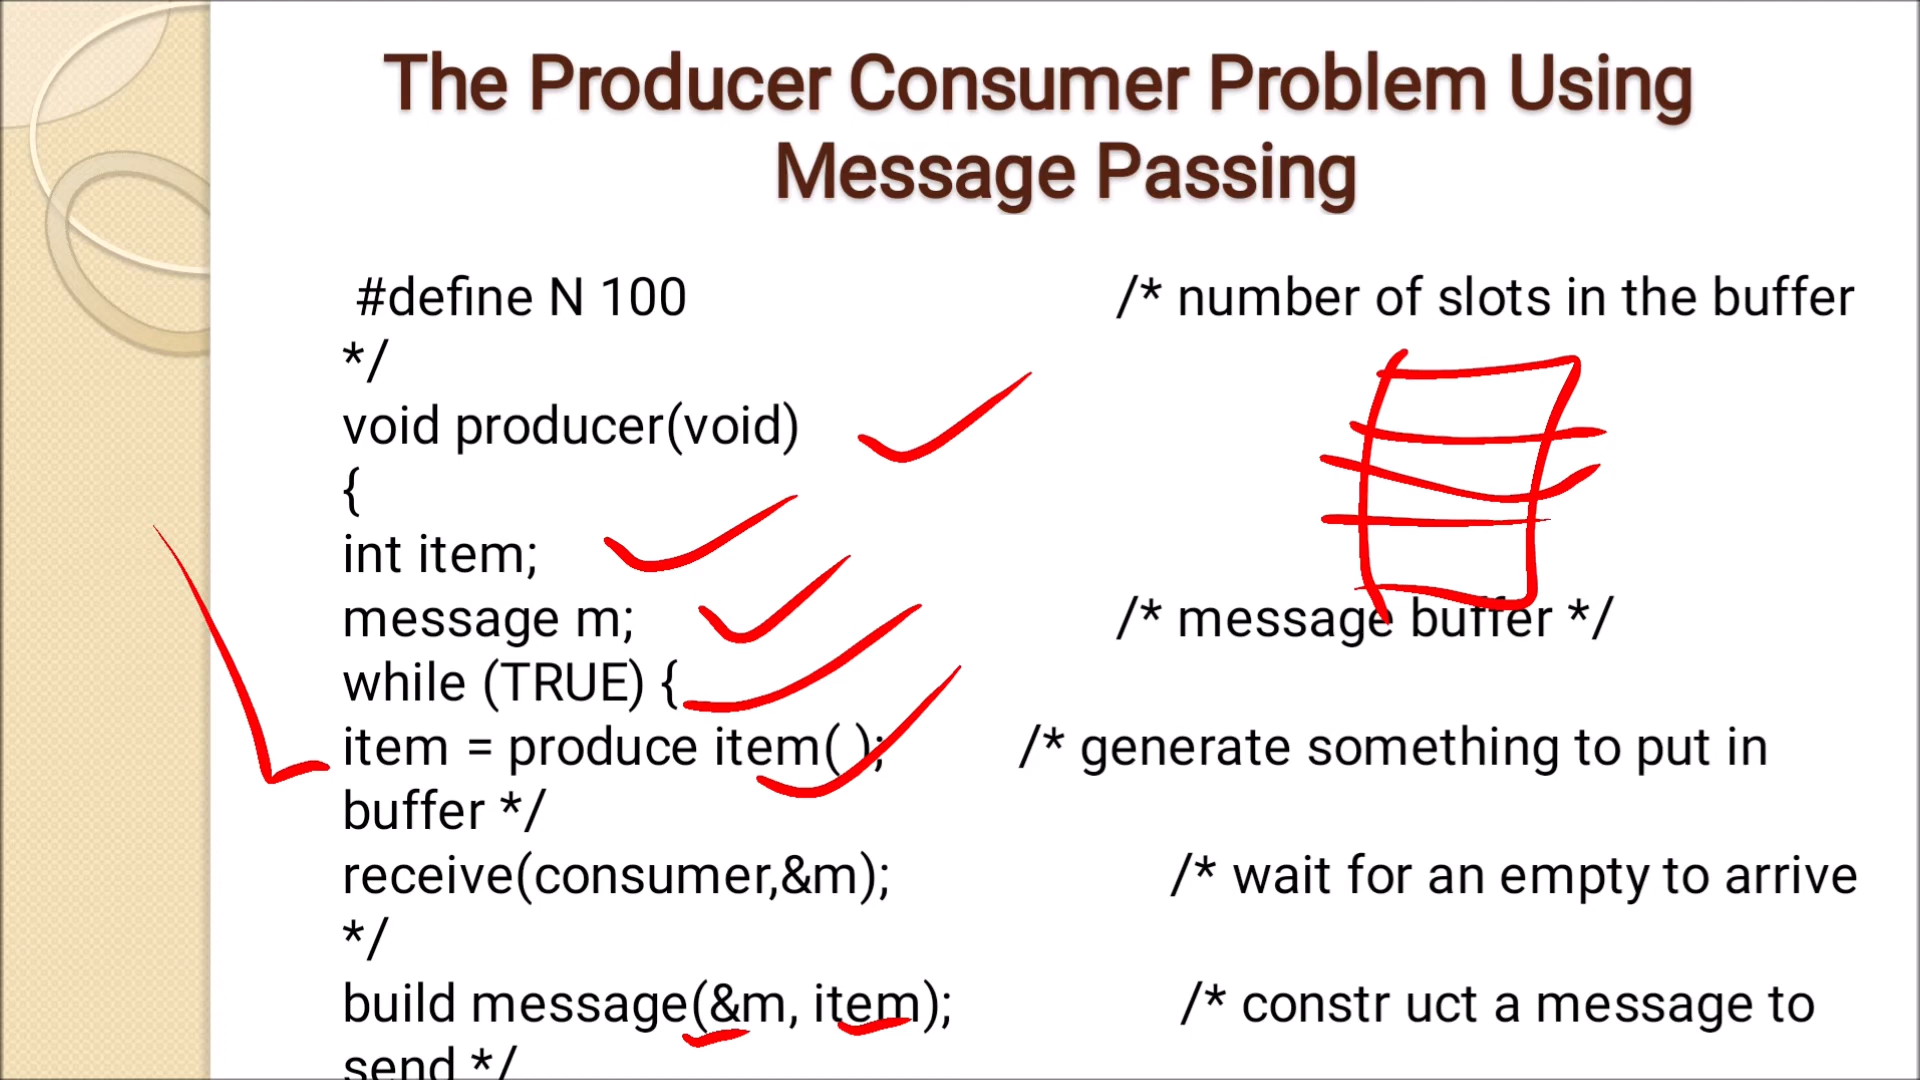 The Producer Consumer Problem Using
Message Passing
#define N 100 /* number of slots in the buffer
*/
void producer(void)
{
int item;
message m; /* message buffer */
while (TRUE) {
item = produce item( ); /* generate something to put in
buffer */
receive(consumer,&m); /* wait for an empty to arrive
*/
build message(&m, item); /* constr uct a message to
send */